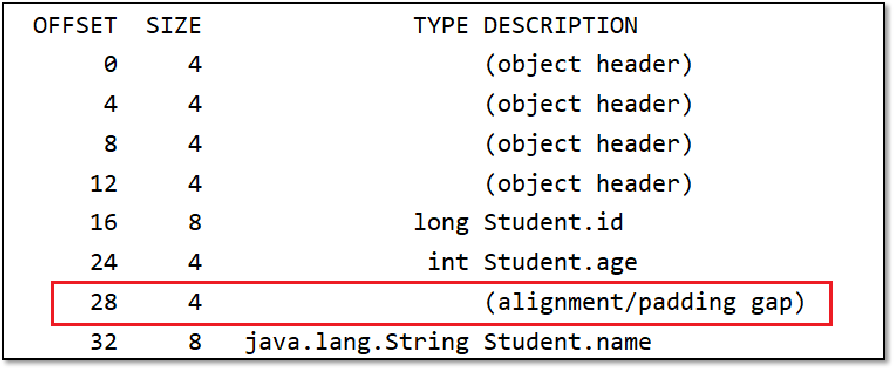 OFFSET SIZE TYPE DESCRIPTION
0 4 (object header)
4 4 (object header)
8 4 (object header)
12 4 (object header)
16 8 long Student.id
24 4 int Student.age
28 4 (alignment/padding gap)
32 8 java.lang.String Student.name